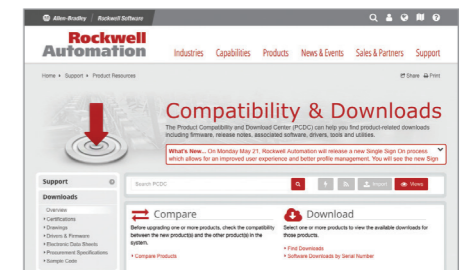 Allen-Bradley Rockwell Software
Rockwell
Automation
Industries Capabilities Products News & Events Sales & Partners Support
Home Support Product Resources
Share Print
Compatibility & Downloads
The Product Compatibility and Download Center (PCDC) can help you find product-related downloads
including firmware, release notes, associated software, drivers, tools and utilities.
What's New... On Monday May 21, Rockwell Automation will release a new Single Sign On process
which allows for an improved user experience and better profile management. You will see the new Sign
Support
Search PCDC
Import Views
Downloads
Overview
Certifications
Drawings
Drivers & Firmware
Electronic Data Sheets
Procurement Specifications
Sample Code
Compare
Before upgrading one or more products, check the compatibility
between the new product(s) and the other product(s) in the
system.
Compare Products
Download
Select one or more products to view the available downloads for
those products.
Find Downloads
Software Downloads by Serial Number